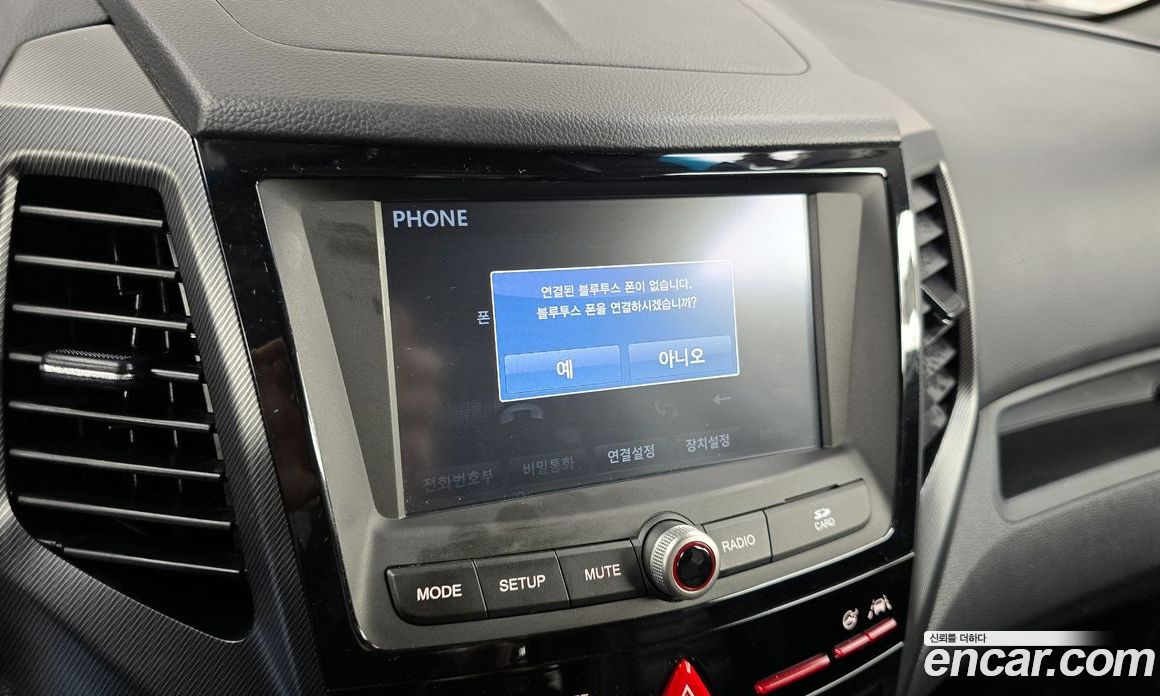 PHONE
연결된 블루투스 폰이 없습니다.
블루투스 폰을 연결하시겠습니까?
폰
예
아니오
전화번호부
비밀통화
연결설정
장치설정
MODE
SETUP
MUTE
RADIO
SD
CARD
신뢰를 더하다
encar.com